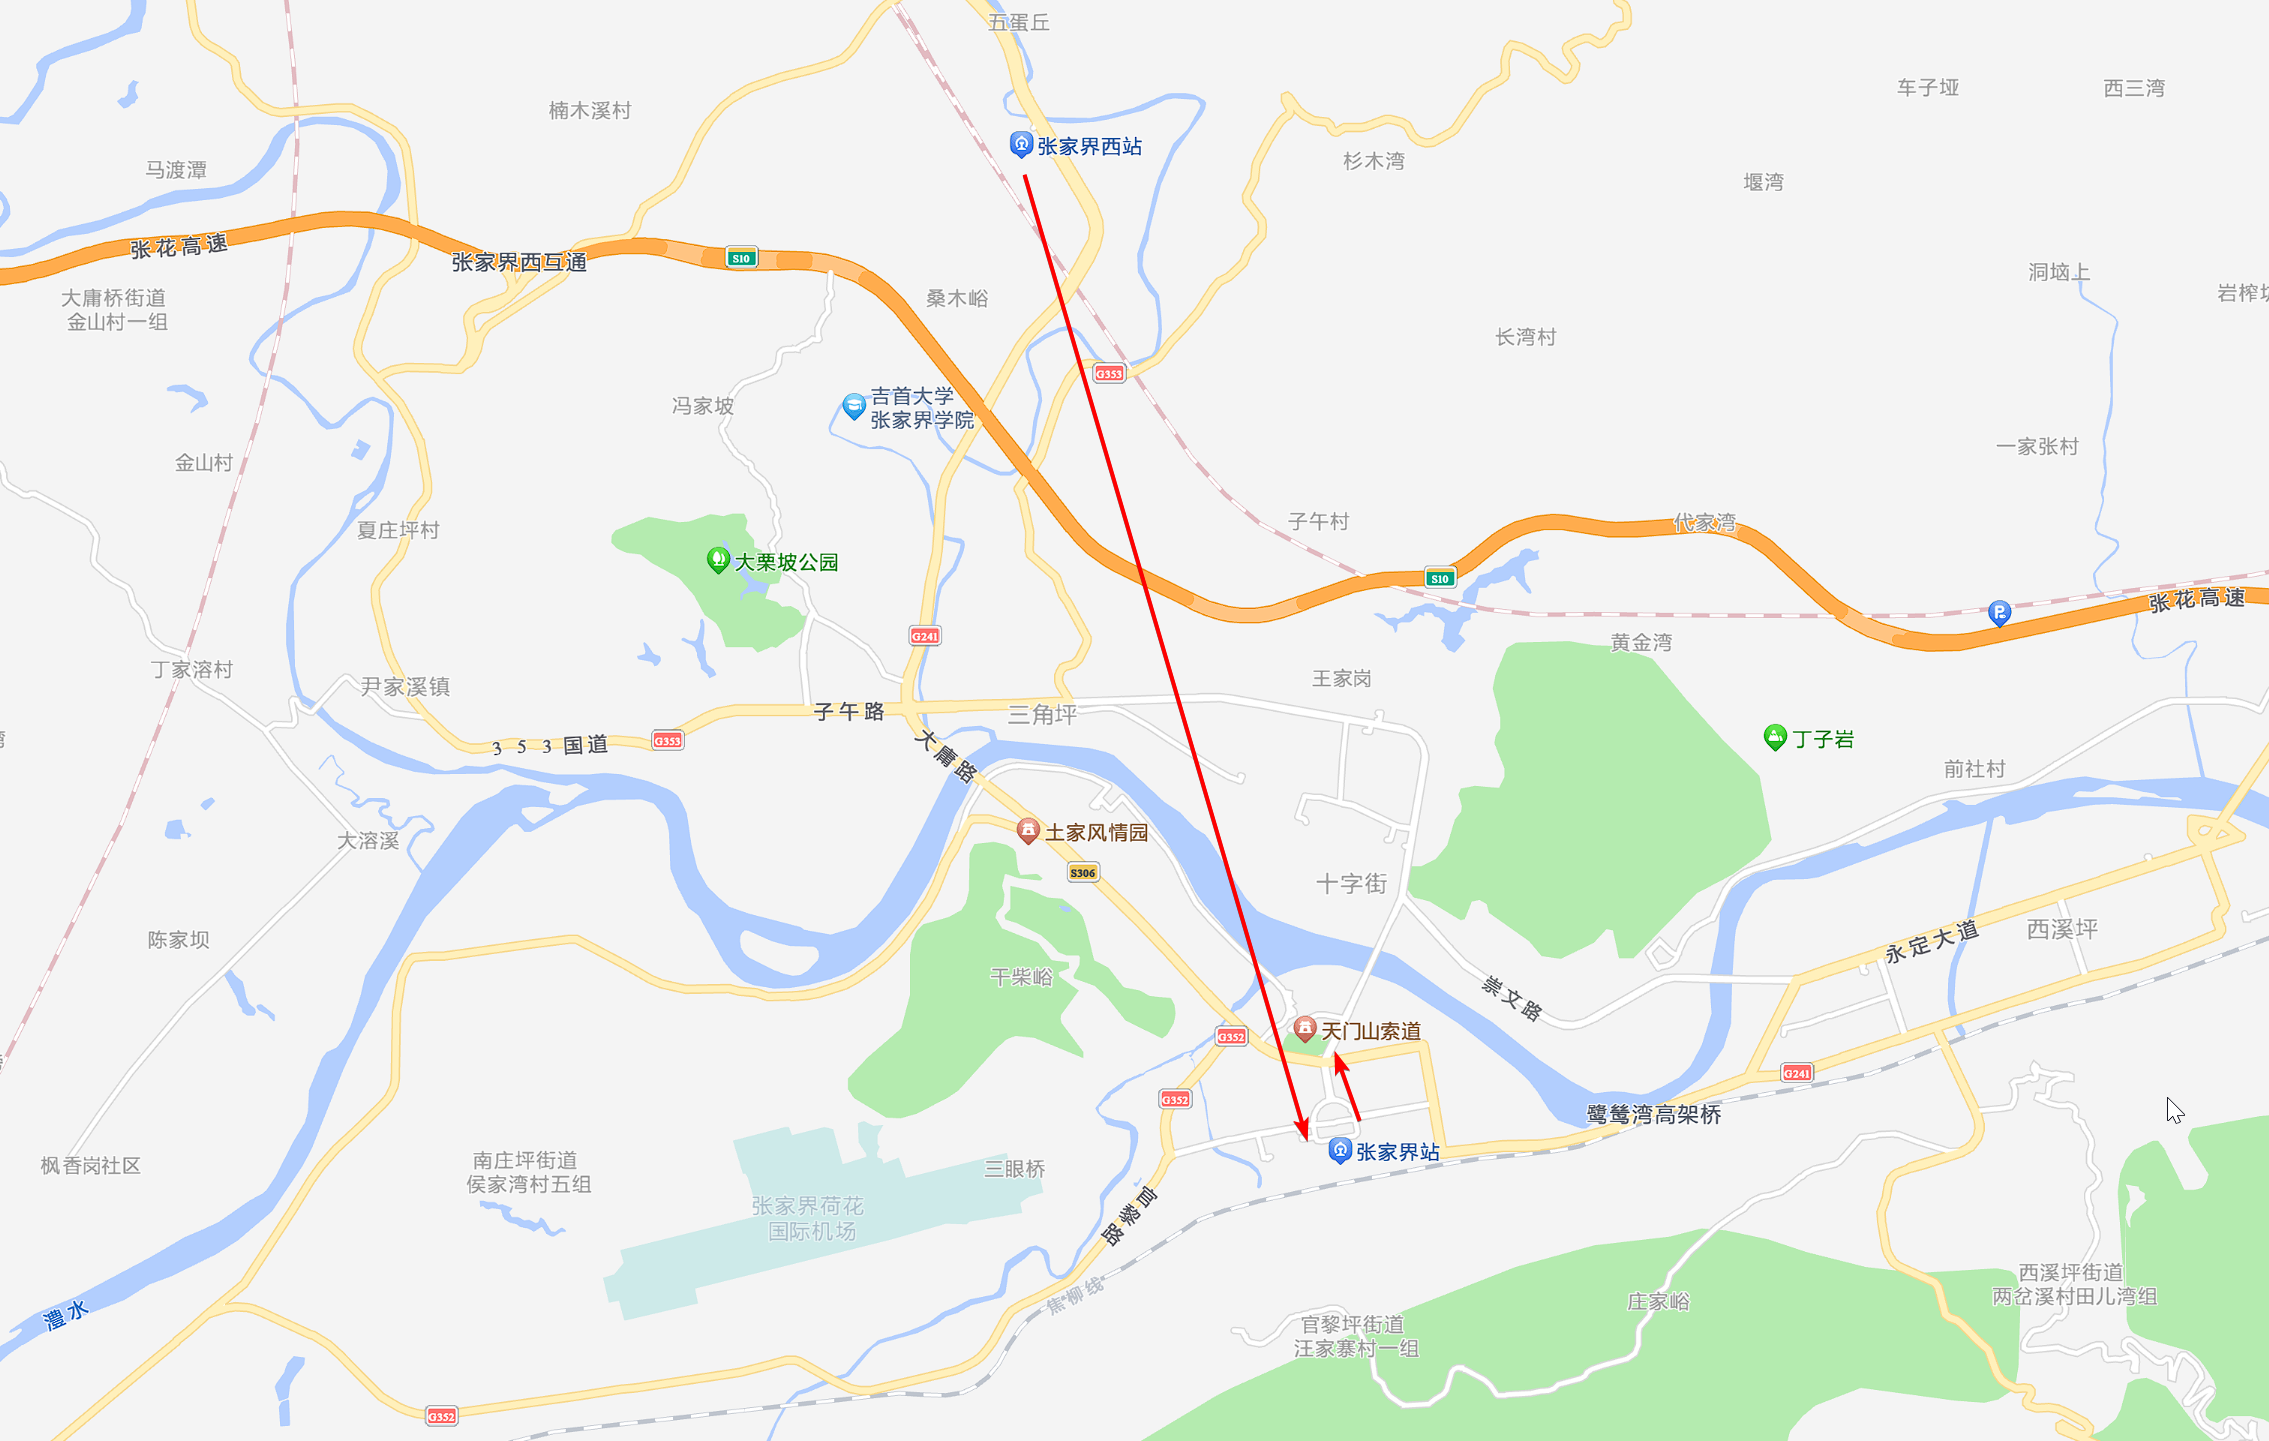 五蛋丘
车子垭
西三湾
楠木溪村
张家界西站
杉木湾
马渡潭
堰湾
张花高速
张家界西互通
S10
洞垴上
大庸桥街道
金山村一组
桑木峪
长湾村
G353
吉首大学
张家界学院
冯家坡
一家张村
金山村
夏庄坪村
子午村
代家湾
大栗坡公园
S10
张花高速
G241
黄金湾
丁家溶村
尹家溪镇
王家岗
子午路
三角坪
353国道
G353
丁子岩
大庸路
前社村
土家风情园
大溶溪
S306
十字街
陈家坝
永定大道
西溪坪
干柴峪
崇文路
天门山索道
G352
G241
G352
鹭鸶湾高架桥
张家界站
枫香岗社区
南庄坪街道
侯家湾村五组
三眼桥
张家界荷花
国际机场
官黎路
西溪坪街道
两岔溪村田儿湾组
焦柳线
庄家峪
澧水
官黎坪街道
汪家寨村一组
G352